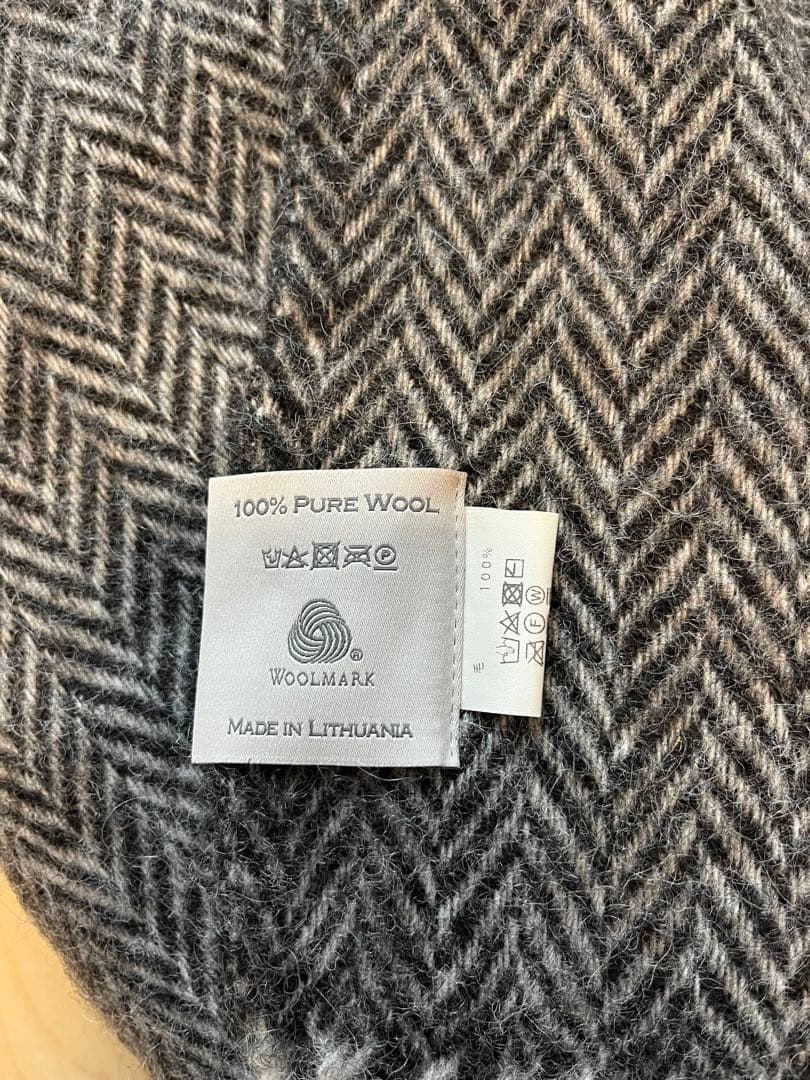 100% PURE WOOL
P
®
WOOLMARK
MADE IN LITHUANIA
毛 100%
F W